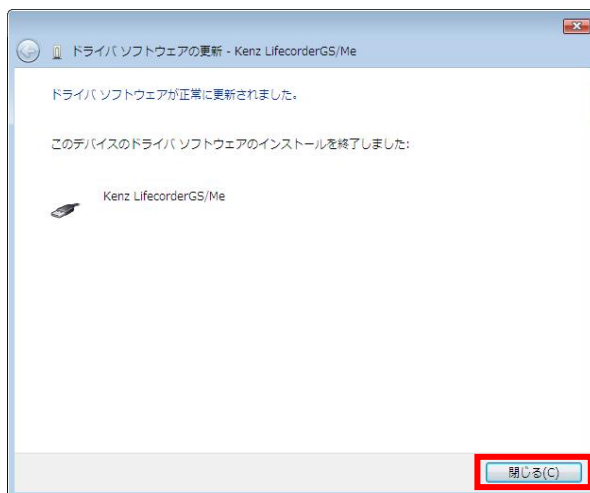 ドライバ ソフトウェアの更新 - Kenz LifecorderGS/Me
ドライバ ソフトウェアが正常に更新されました。
このデバイスのドライバ ソフトウェアのインストールを終了しました:
Kenz LifecorderGS/Me
閉じる(C)